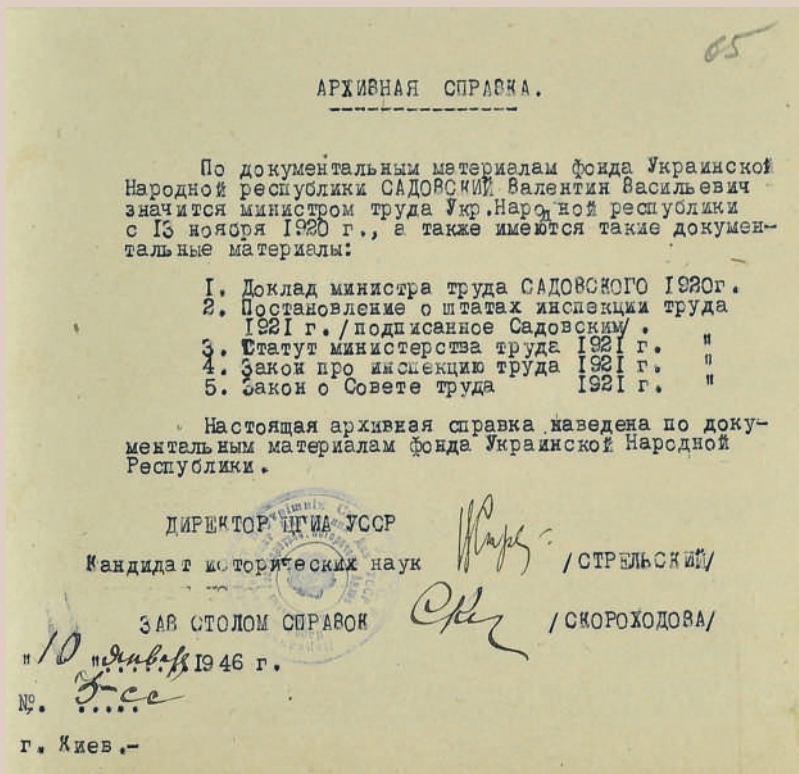 65
АРХИВНАЯ СПРАВКА.
По документальным материалам фонда Украинской
Народной республики САДОВСКИЙ Валентин Васильевич
значится министром труда Укр.Народной республики
с 13 ноября 1920 г., а также имеются такие докумен-
тальные материалы:
1. Доклад министра труда САДОВСКОГО 1920г.
2. Постановление о штатах инспекции труда
1921 г./подписанное Садовским/.
3. Статут министерства труда 1921 г. "
4. Закон про инспекцию труда 1921 г. "
5. Закон о Совете труда 1921 г. "
Настоящая архивная справка наведена по доку-
ментальным материалам фонда Украинской Народной
Республики.
ДИРЕКТОР ЦГИА УССР
Кандидат исторических наук /СТРЕЛЬСКИЙ/
ЗАВ СТОЛОМ СПРАВОК /СКОРОХОДОВА/
"10 "января 1946 г.
№. 5-сс
г. Киев.-